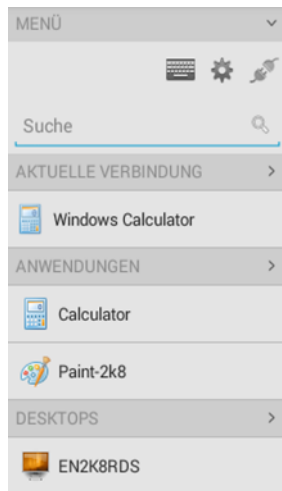 MENÜ
Suche
AKTUELLE VERBINDUNG
Windows Calculator
ANWENDUNGEN
Calculator
Paint-2k8
DESKTOPS
EN2K8RDS